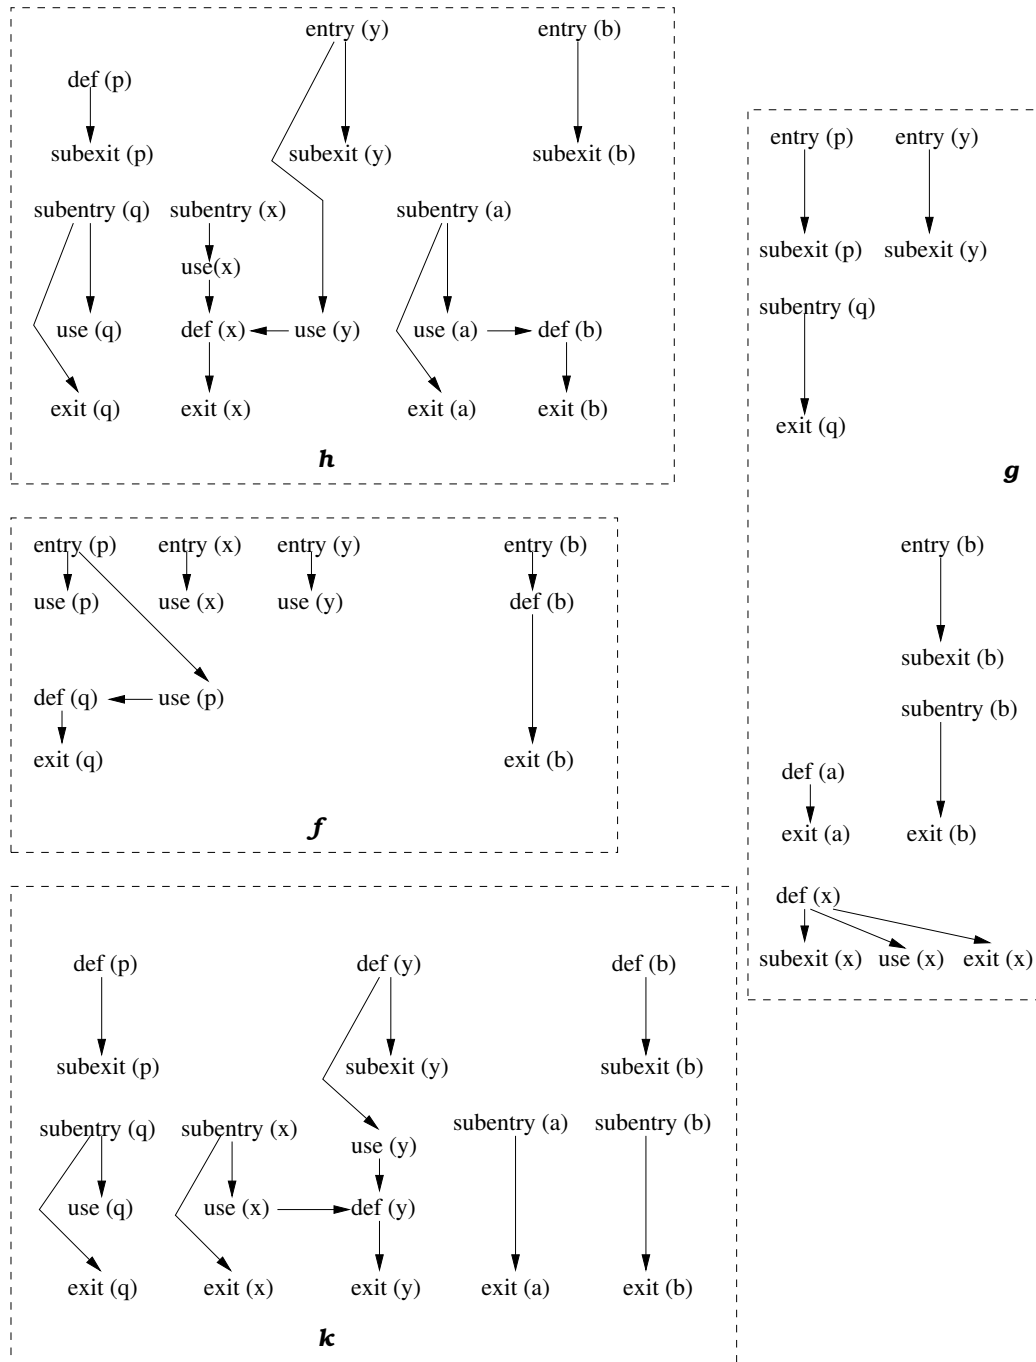 entry (y) entry (b)
def (p)
subexit (p) subexit (y) subexit (b)
subentry (q) subentry (x) subentry (a)
use(x)
use (q) def (x) use (y) use (a) def (b)
exit (q) exit (x) exit (a) exit (b)
h
entry (p) entry (y)
subexit (p) subexit (y)
subentry (q)
exit (q)
g
entry (b)
subexit (b)
subentry (b)
def (a)
exit (a) exit (b)
def (x)
subexit (x) use (x) exit (x)
entry (p) entry (x) entry (y) entry (b)
use (p) use (x) use (y) def (b)
def (q) use (p)
exit (q) exit (b)
f
def (p) def (y) def (b)
subexit (p) subexit (y) subexit (b)
subentry (q) subentry (x) subentry (a) subentry (b)
use (y)
use (q) use (x) def (y)
exit (q) exit (x) exit (y) exit (a) exit (b)
k